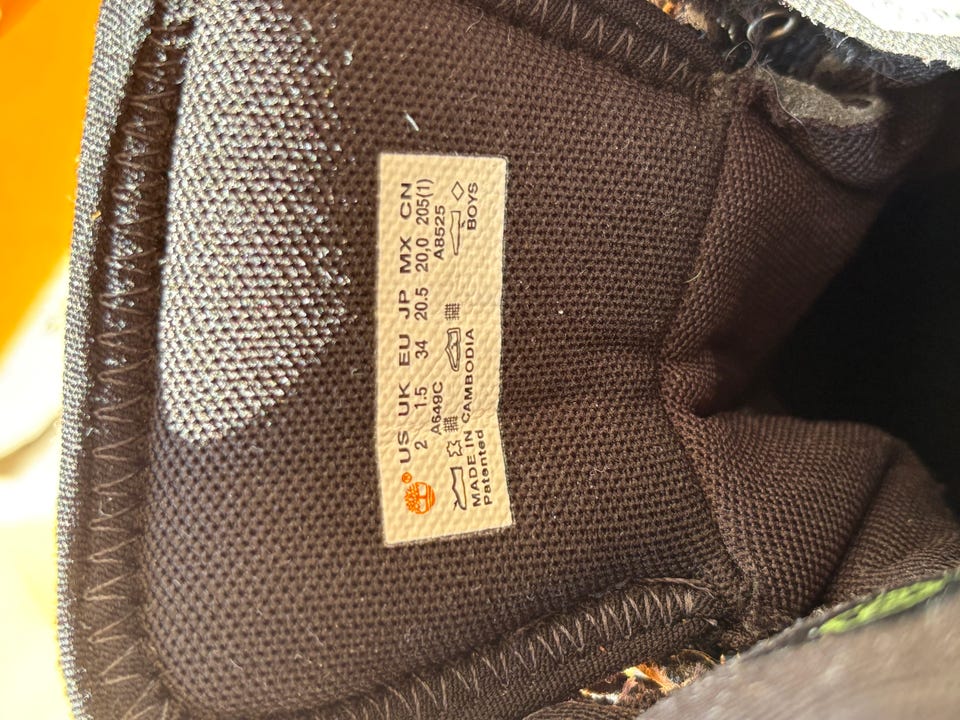 US UK EU JP MX CN
2 1.5 34 20.5 20,0 205(1)
A649C A8525
BOYS
MADE IN CAMBODIA
Patented